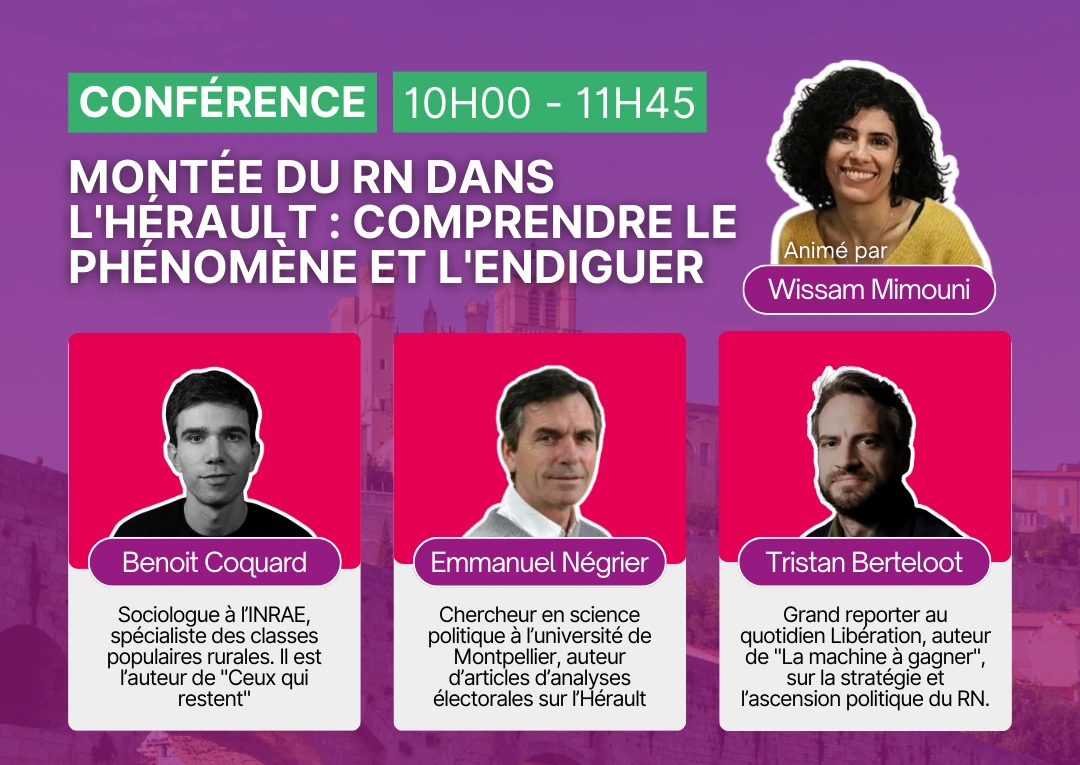 CONFÉRENCE
10H00 - 11H45
MONTÉE DU RN DANS
L'HÉRAULT : COMPRENDRE LE
PHÉNOMÈNE ET L'ENDIGUER
Animé par
Wissam Mimouni
Benoit Coquard
Sociologue à l’INRAE,
spécialiste des classes
populaires rurales. Il est
l’auteur de "Ceux qui
restent"
Emmanuel Négrier
Chercheur en science
politique à l’université de
Montpellier, auteur
d’articles d’analyses
électorales sur l’Hérault
Tristan Berteloot
Grand reporter au
quotidien Libération, auteur
de "La machine à gagner",
sur la stratégie et
l’ascension politique du RN.